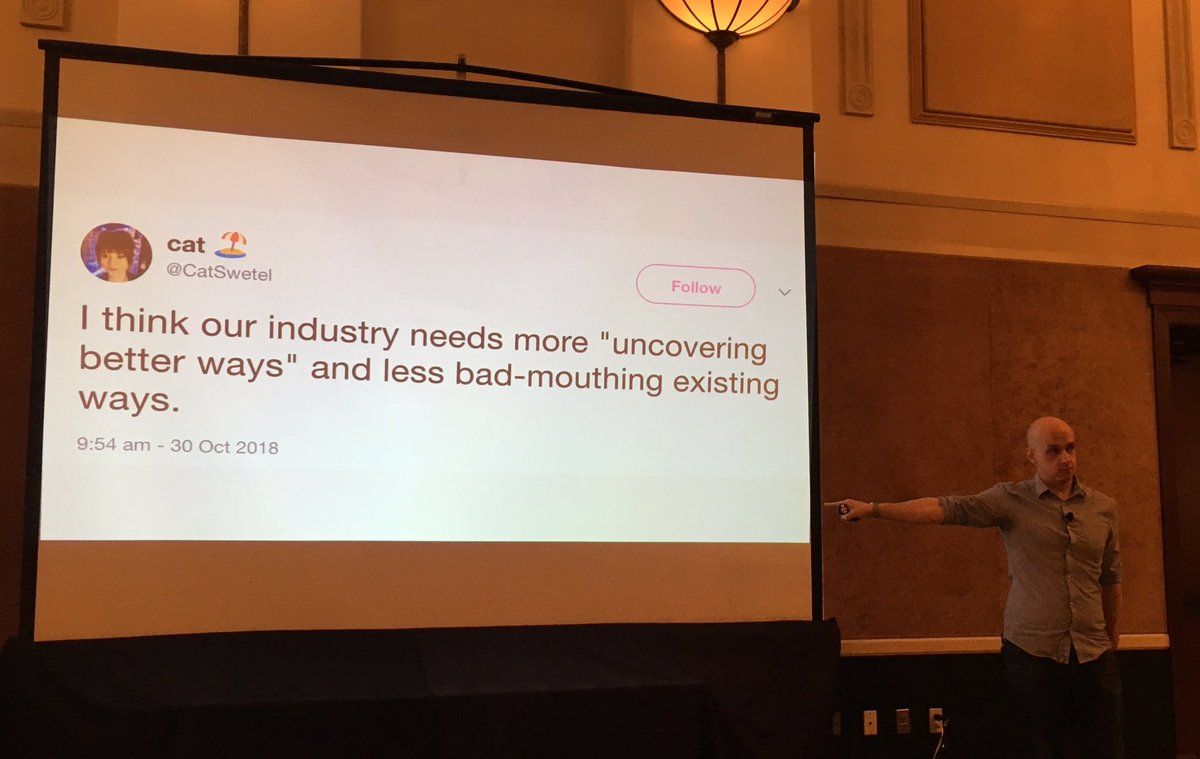 cat 🏖️
@CatSwetel
Follow
I think our industry needs more "uncovering
better ways" and less bad-mouthing existing
ways.
9:54 am - 30 Oct 2018